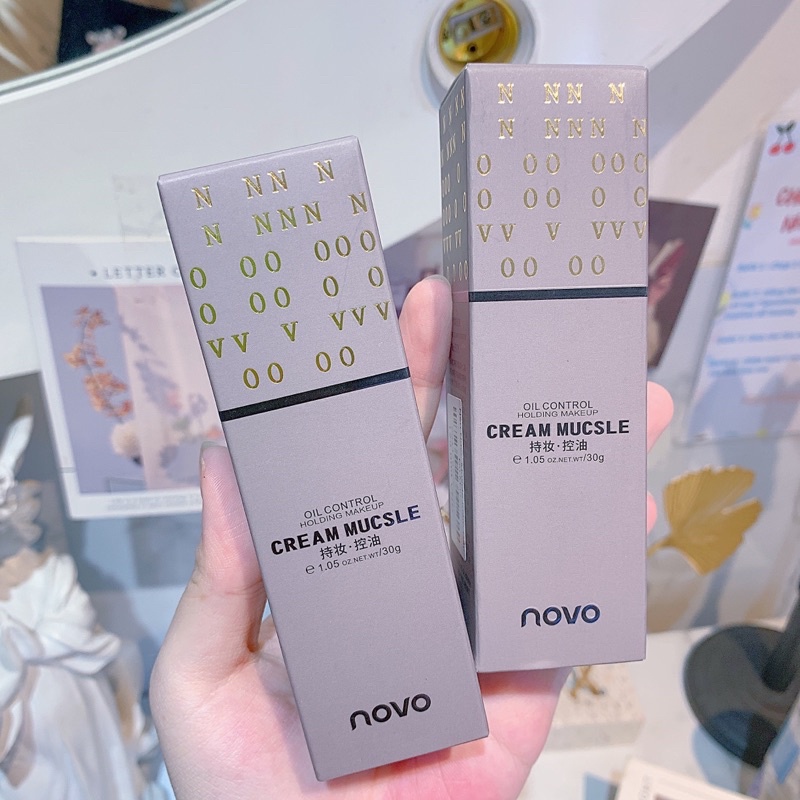 N NN N
N NNN N
O OO OOO
O OO O O
VV V VVV
OO OO
OIL CONTROL
HOLDING MAKEUP
CREAM MUCSLE
持妆·控油
℮ 1.05 OZ.NET.WT/30g
novo
N NN N
N NNN N
O OO OO
O OO O
VV V VVV
OO OO
OIL CONTROL
HOLDING MAKEUP
CREAM MUCSLE
持妆·控油
℮ 1.05 OZ.NET.WT/30g
novo
LETTER